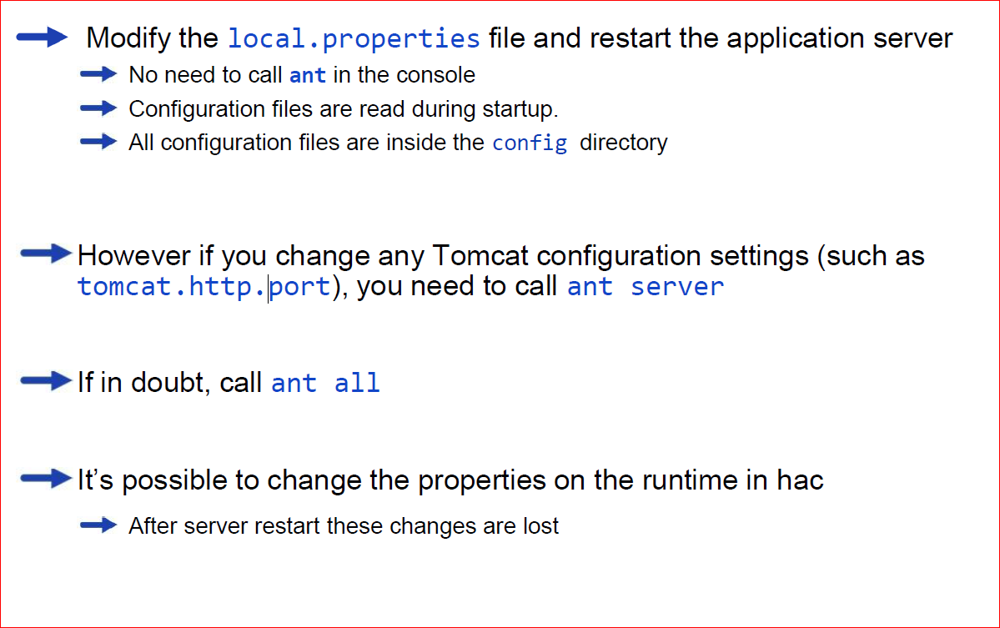 Modify the local.properties file and restart the application server
No need to call ant in the console
Configuration files are read during startup.
All configuration files are inside the config directory
However if you change any Tomcat configuration settings (such as
tomcat.http.port), you need to call ant server
If in doubt, call ant all
It’s possible to change the properties on the runtime in hac
After server restart these changes are lost